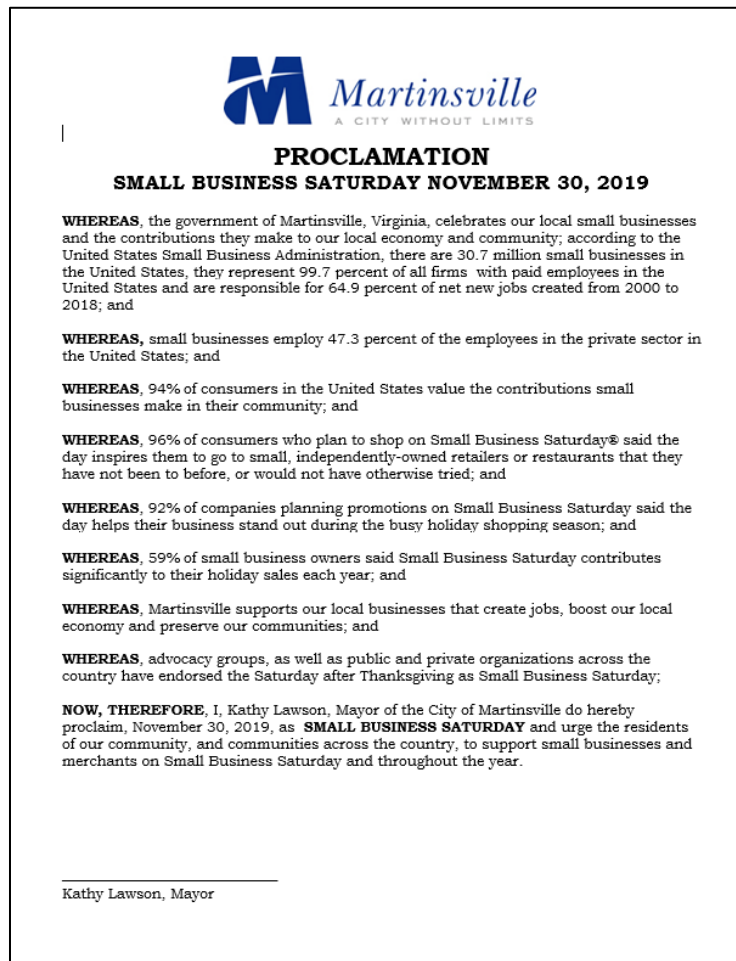 Martinsville
A CITY WITHOUT LIMITS
PROCLAMATION
SMALL BUSINESS SATURDAY NOVEMBER 30, 2019
WHEREAS, the government of Martinsville, Virginia, celebrates our local small businesses
and the contributions they make to our local economy and community; according to the
United States Small Business Administration, there are 30.7 million small businesses in
the United States, they represent 99.7 percent of all firms with paid employees in the
United States and are responsible for 64.9 percent of net new jobs created from 2000 to
2018; and
WHEREAS, small businesses employ 47.3 percent of the employees in the private sector in
the United States; and
WHEREAS, 94% of consumers in the United States value the contributions small
businesses make in their community; and
WHEREAS, 96% of consumers who plan to shop on Small Business Saturday® said the
day inspires them to go to small, independently-owned retailers or restaurants that they
have not been to before, or would not have otherwise tried; and
WHEREAS, 92% of companies planning promotions on Small Business Saturday said the
day helps their business stand out during the busy holiday shopping season; and
WHEREAS, 59% of small business owners said Small Business Saturday contributes
significantly to their holiday sales each year; and
WHEREAS, Martinsville supports our local businesses that create jobs, boost our local
economy and preserve our communities; and
WHEREAS, advocacy groups, as well as public and private organizations across the
country have endorsed the Saturday after Thanksgiving as Small Business Saturday;
NOW, THEREFORE, I, Kathy Lawson, Mayor of the City of Martinsville do hereby
proclaim, November 30, 2019, as SMALL BUSINESS SATURDAY and urge the residents
of our community, and communities across the country, to support small businesses and
merchants on Small Business Saturday and throughout the year.
Kathy Lawson, Mayor